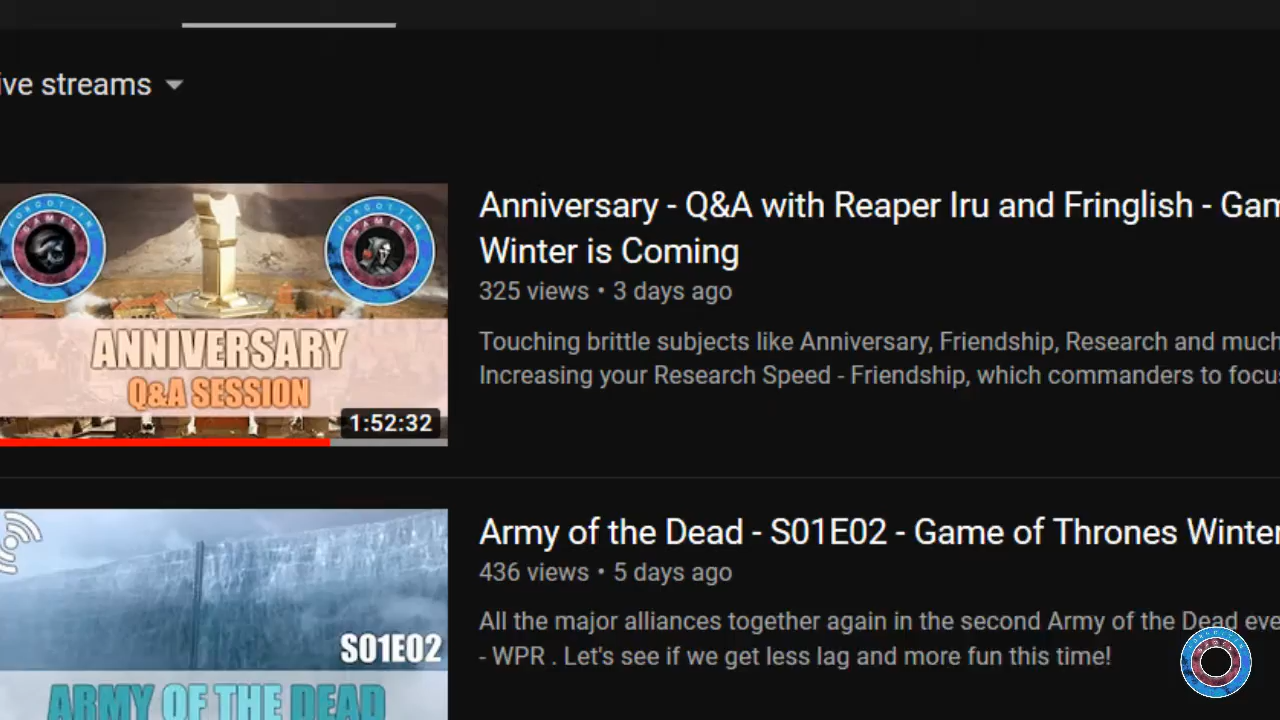 ive streams
FORGOTTEN
GAMES
FORGOTTEN
GAMES
ANNIVERSARY
Q&A SESSION
1:52:32
Anniversary - Q&A with Reaper Iru and Fringlish - Gam
Winter is Coming
325 views • 3 days ago
Touching brittle subjects like Anniversary, Friendship, Research and much
Increasing your Research Speed - Friendship, which commanders to focus
S01E02
ARMY OF THE DEAD
Army of the Dead - S01E02 - Game of Thrones Winter
436 views • 5 days ago
All the major alliances together again in the second Army of the Dead eve
- WPR . Let's see if we get less lag and more fun this time!